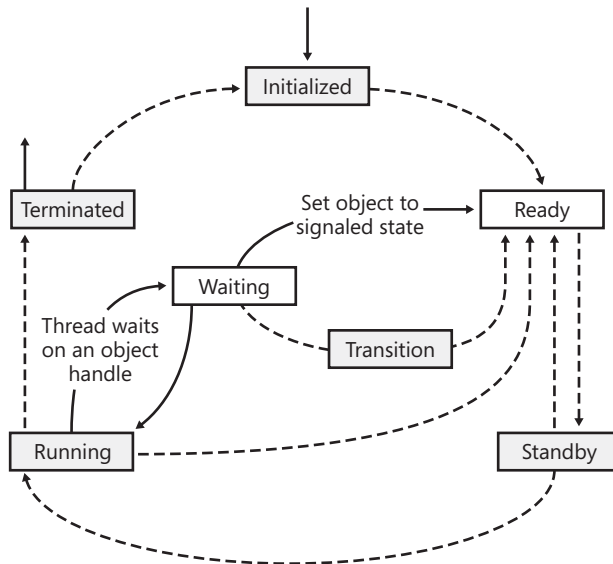 Initialized
Terminated
Set object to
signaled state
Ready
Waiting
Thread waits
on an object
handle
Transition
Running
Standby